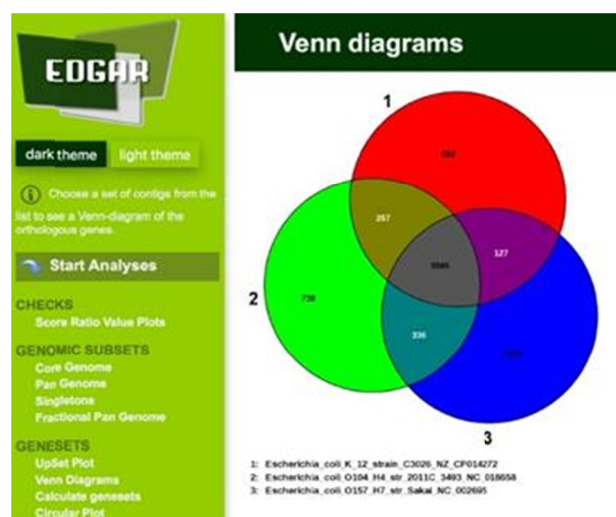 EDGAR
dark theme
light theme
Choose a set of contigs from the
list to see a Venn-diagram of the
orthologous genes.
Start Analyses
CHECKS
Score Ratio Value Plots
GENOMIC SUBSETS
Core Genome
Pan Genome
Singletons
Fractional Pan Genome
GENESETS
UpSet Plot
Venn Diagrams
Calculate genesets
Circular Plot
Venn diagrams
1
267
127
2
738
336
3
1: Escherichia_coli_K_12_strain_C3026_NZ_CP014272
2: Escherichia_coli_O104_H4_str_2011C_3493_NC_018658
3: Escherichia_coli_O157_H7_str_Sakai_NC_002695